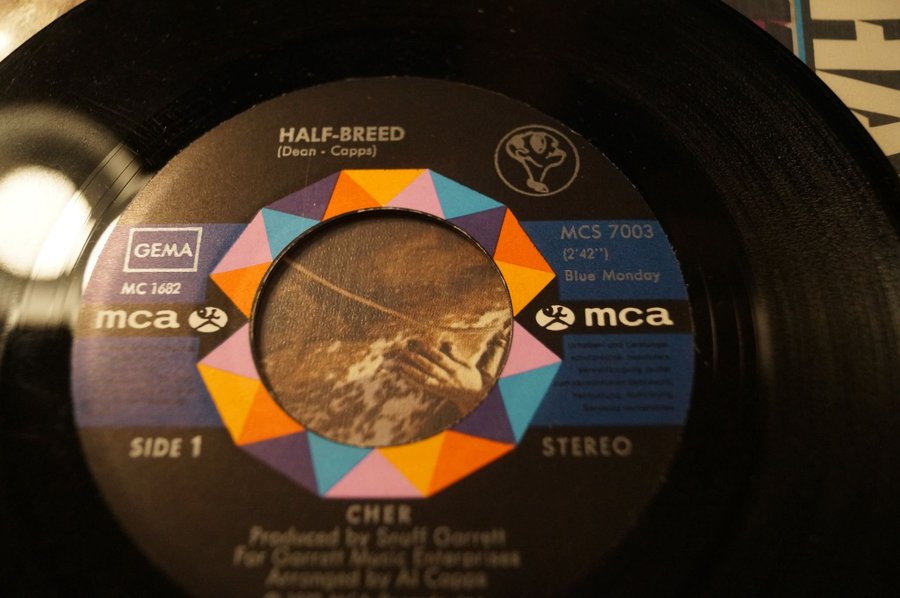 HALF-BREED
(Dean - Capps)
GEMA
MC 1682
mca
MCS 7003
(2'42'')
Blue Monday
mca
SIDE 1
STEREO
CHER
Produced by Snuff Garrett
For Garrett Music Enterprises
Arranged by Al Capps